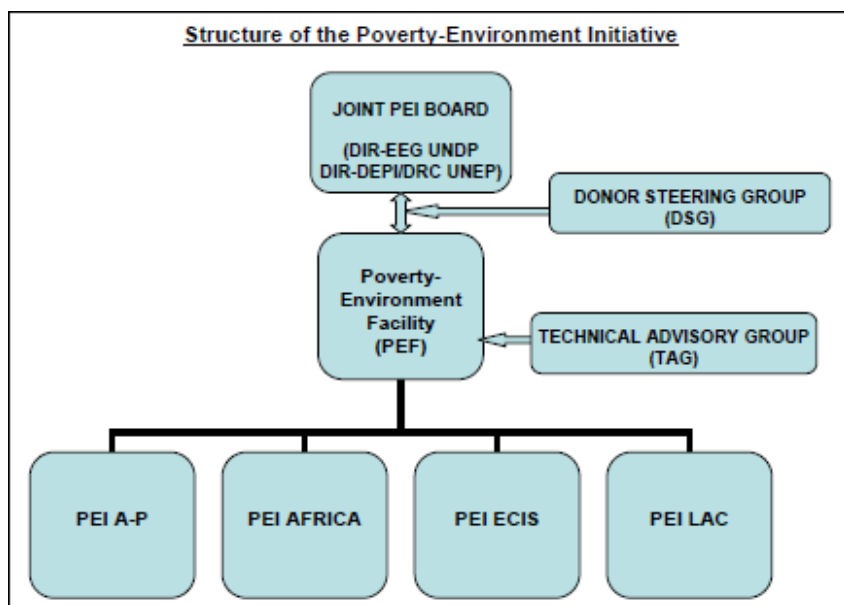 Structure of the Poverty-Environment Initiative
JOINT PEI BOARD
(DIR-EEG UNDP
DIR-DEPI/DRC UNEP)
DONOR STEERING GROUP
(DSG)
Poverty-
Environment
Facility
(PEF)
TECHNICAL ADVISORY GROUP
(TAG)
PEI A-P
PEI AFRICA
PEI ECIS
PEI LAC